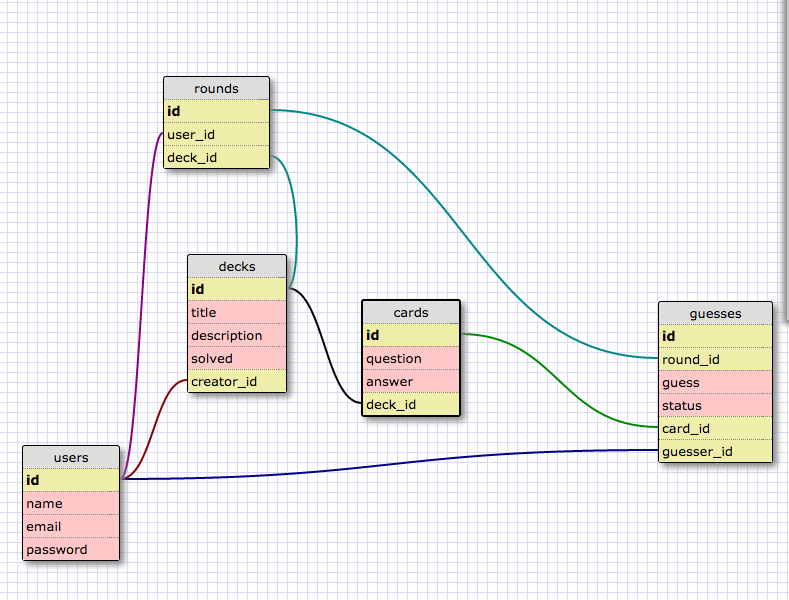 rounds
id
user_id
deck_id
decks
id
title
description
solved
creator_id
cards
id
question
answer
deck_id
guesses
id
round_id
guess
status
card_id
guesser_id
users
id
name
email
password